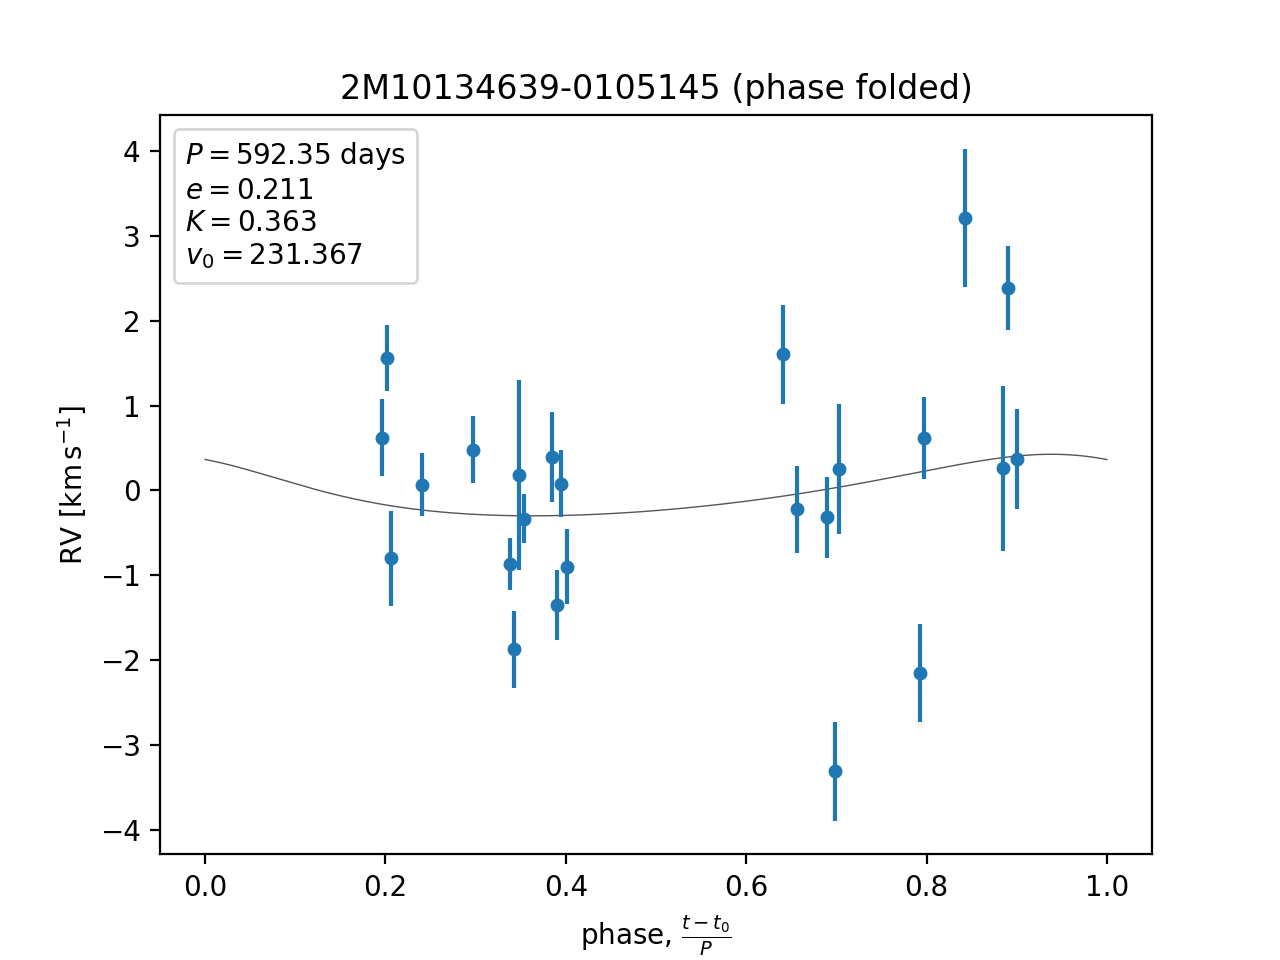 2M10134639-0105145 (phase folded)
P = 592.35 days
e = 0.211
K = 0.363
v₀ = 231.367
4
3
2
1
0
−1
−2
−3
−4
RV [km s⁻¹]
0.0 0.2 0.4 0.6 0.8 1.0
phase, (t − t₀)/P